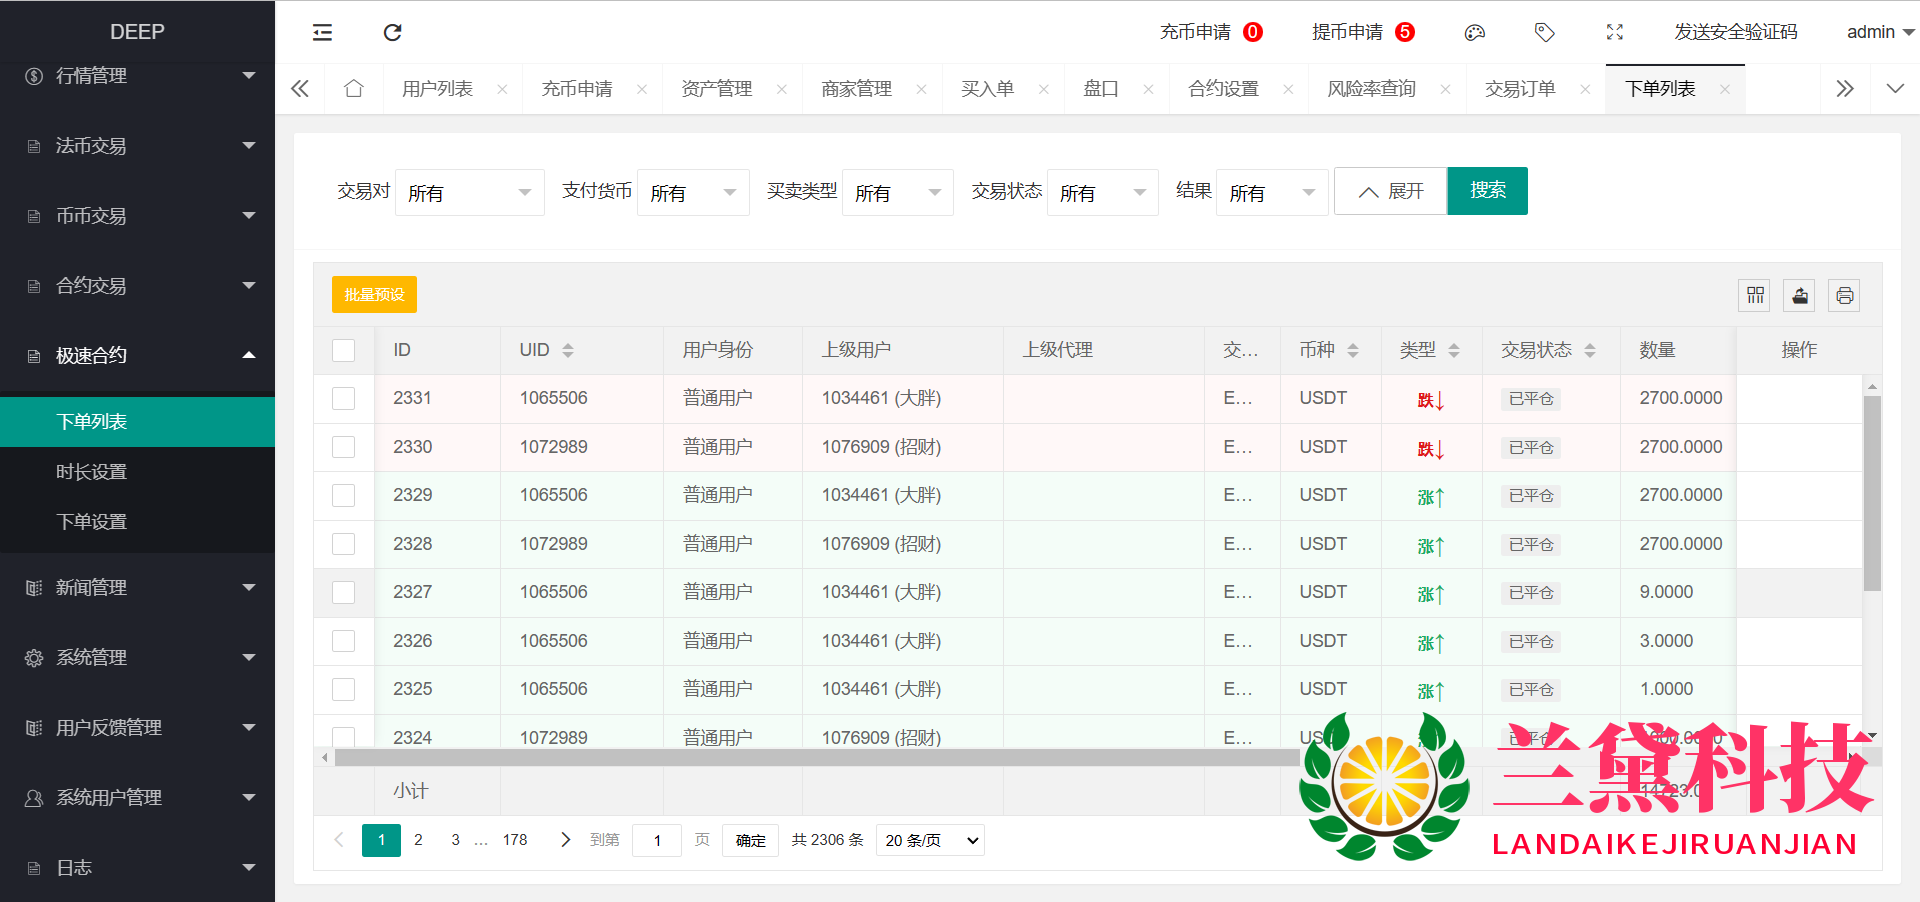 DEEP
充币申请 0 提币申请 5 发送安全验证码 admin
用户列表 充币申请 资产管理 商家管理 买入单 盘口 合约设置 风险率查询 交易订单 下单列表
行情管理
法币交易
币币交易
合约交易
极速合约
下单列表
时长设置
下单设置
新闻管理
系统管理
用户反馈管理
系统用户管理
日志
交易对 所有 支付货币 所有 买卖类型 所有 交易状态 所有 结果 所有 展开 搜索
批量预设
ID UID 用户身份 上级用户 上级代理 交... 币种 类型 交易状态 数量 操作
2331 1065506 普通用户 1034461 (大胖) E... USDT 跌↓ 已平仓 2700.0000
2330 1072989 普通用户 1076909 (招财) E... USDT 跌↓ 已平仓 2700.0000
2329 1065506 普通用户 1034461 (大胖) E... USDT 涨↑ 已平仓 2700.0000
2328 1072989 普通用户 1076909 (招财) E... USDT 涨↑ 已平仓 2700.0000
2327 1065506 普通用户 1034461 (大胖) E... USDT 涨↑ 已平仓 9.0000
2326 1065506 普通用户 1034461 (大胖) E... USDT 涨↑ 已平仓 3.0000
2325 1065506 普通用户 1034461 (大胖) E... USDT 涨↑ 已平仓 1.0000
2324 1072989 普通用户 1076909 (招财) E...
小计
1 2 3 ... 178 到第 1 页 确定 共 2306 条 20 条/页
兰黛科技
LANDAIKEJIRUANJIAN